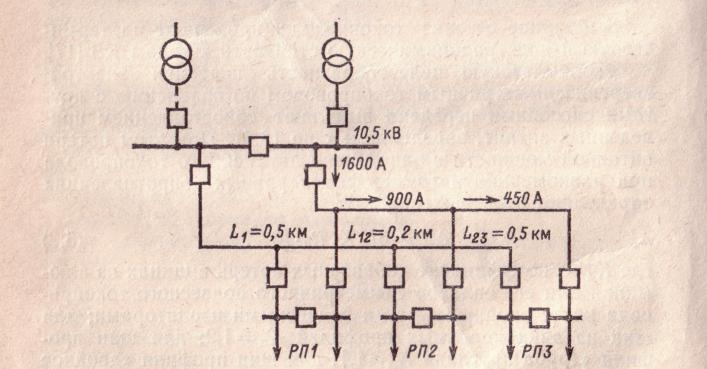 10,5 кВ
1600 А
900 А 450 А
L₁=0,5 км L₁₂=0,2 км L₂₃=0,5 км
РП1 РП2 РП3